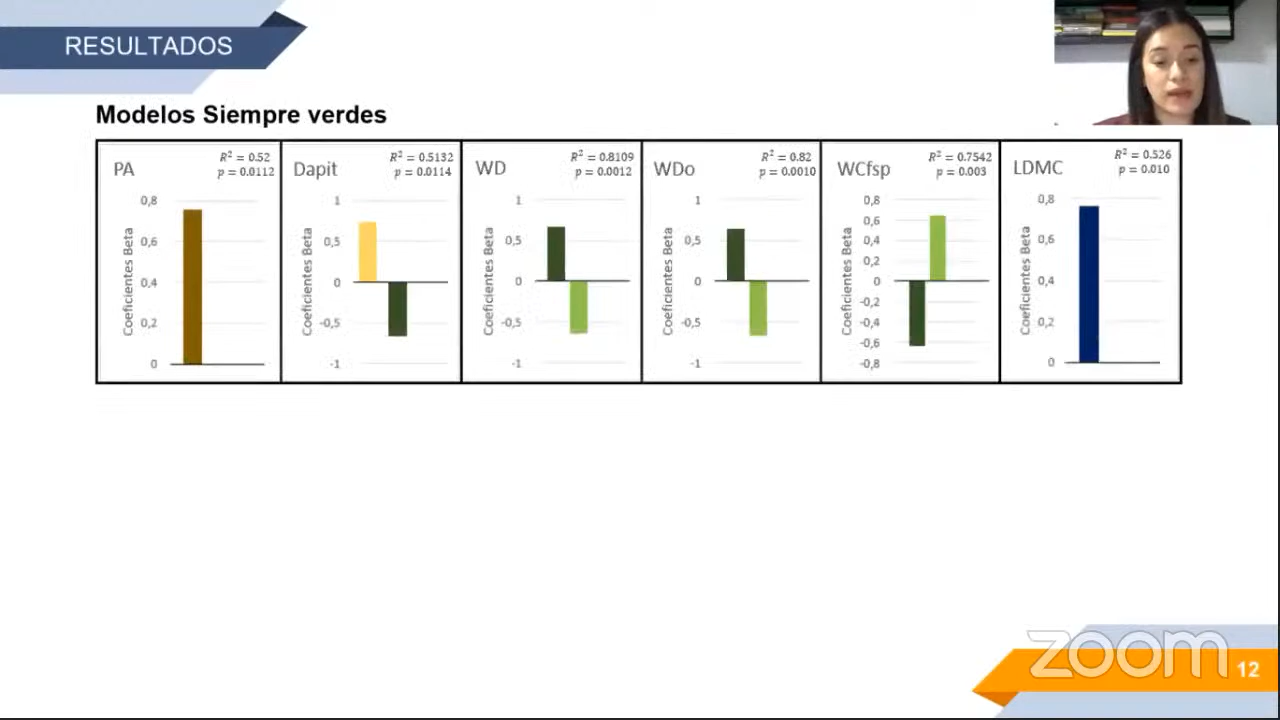 RESULTADOS
Modelos Siempre verdes
PA
R² = 0.52
p = 0.0112
Coeficientes Beta
0,8
0,6
0,4
0,2
0
Dapit
R² = 0.5132
p = 0.0114
Coeficientes Beta
1
0,5
0
-0,5
-1
WD
R² = 0.8109
p = 0.0012
Coeficientes Beta
1
0,5
0
-0,5
-1
WDo
R² = 0.82
p = 0.0010
Coeficientes Beta
1
0,5
0
-0,5
-1
WCfsp
R² = 0.7542
p = 0.003
Coeficientes Beta
0,8
0,6
0,4
0,2
0
-0,2
-0,4
-0,6
-0,8
LDMC
R² = 0.526
p = 0.010
Coeficientes Beta
0,8
0,6
0,4
0,2
0
zoom
12